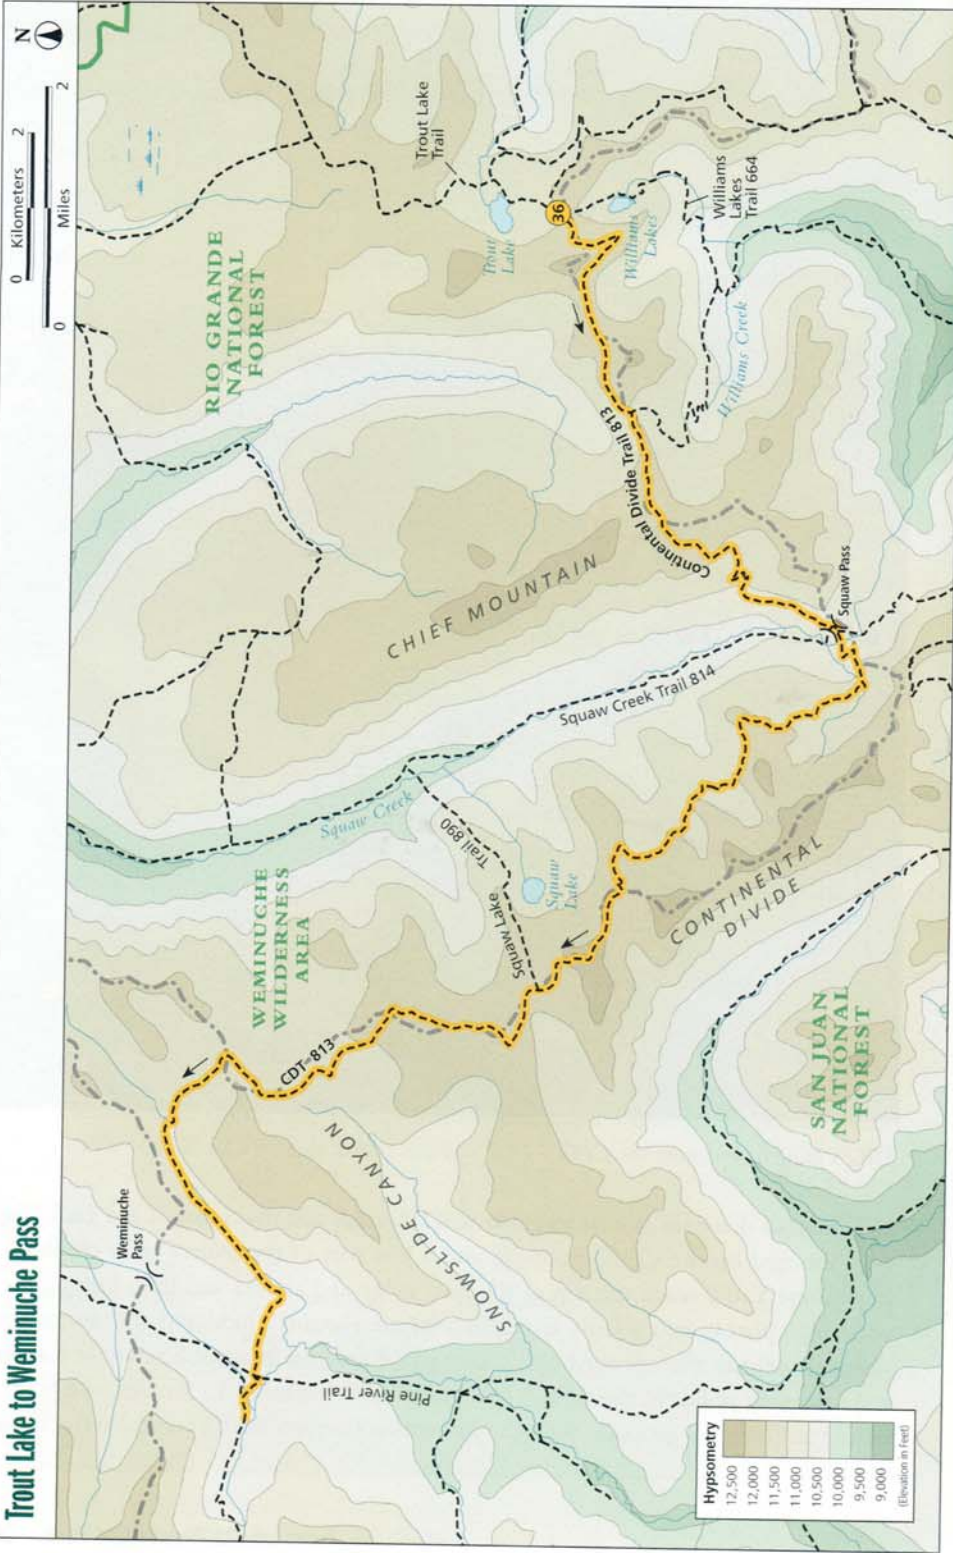 Trout Lake to Weminuche Pass
N
0 Kilometers 2
0 Miles 2
RIO GRANDE
NATIONAL
FOREST
Trout Lake
Trail
Trout
Lake
36
Williams
Lakes
Williams
Lakes
Trail 664
Williams Creek
Continental Divide Trail 813
CHIEF MOUNTAIN
Squaw Pass
Squaw Creek Trail 814
Squaw Creek
Squaw Lake
Trail 890
Squaw
Lake
WEMINUCHE
WILDERNESS
AREA
CONTINENTAL
DIVIDE
CDT-813
SAN JUAN
NATIONAL
FOREST
SNOWSLIDE CANYON
Weminuche
Pass
Pine River Trail
Hypsometry
12,500
12,000
11,500
11,000
10,500
10,000
9,500
9,000
(Elevation in Feet)